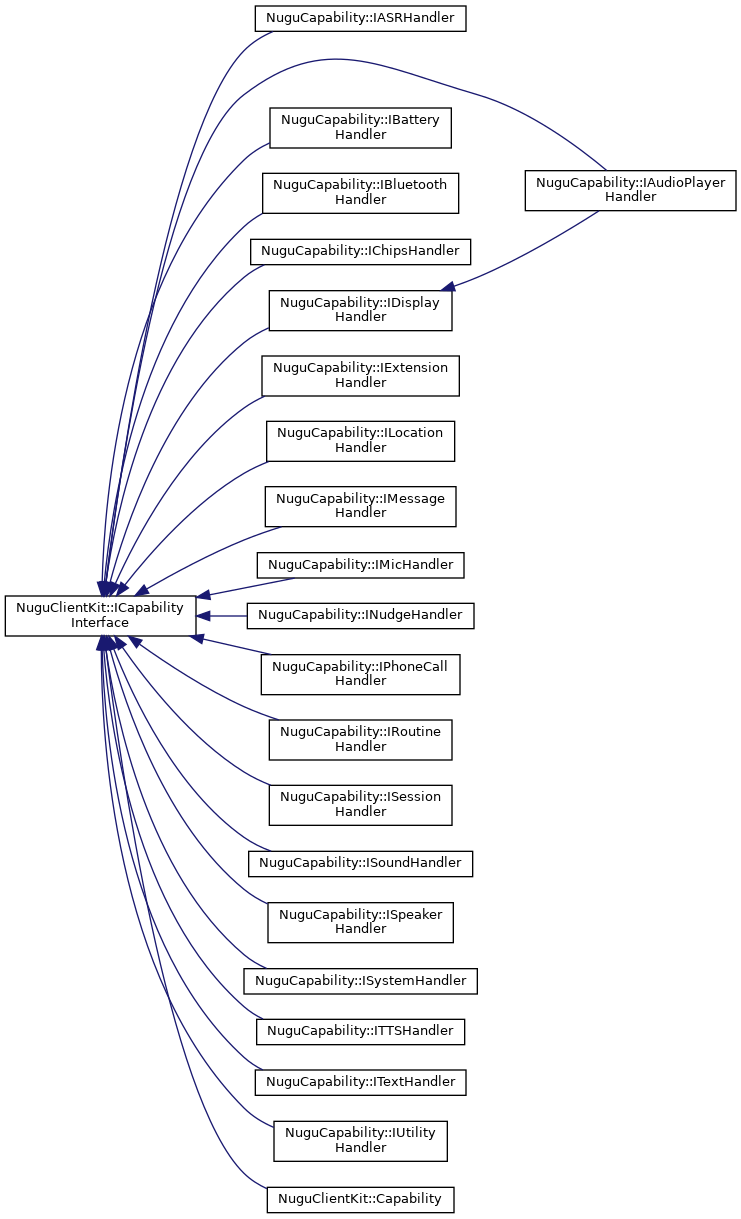 NuguCapability::IASRHandler
NuguCapability::IBattery
Handler
NuguCapability::IAudioPlayer
Handler
NuguCapability::IBluetooth
Handler
NuguCapability::IChipsHandler
NuguCapability::IDisplay
Handler
NuguCapability::IExtension
Handler
NuguCapability::ILocation
Handler
NuguCapability::IMessage
Handler
NuguCapability::IMicHandler
NuguClientKit::ICapability
Interface
NuguCapability::INudgeHandler
NuguCapability::IPhoneCall
Handler
NuguCapability::IRoutine
Handler
NuguCapability::ISession
Handler
NuguCapability::ISoundHandler
NuguCapability::ISpeaker
Handler
NuguCapability::ISystemHandler
NuguCapability::ITTSHandler
NuguCapability::ITextHandler
NuguCapability::IUtility
Handler
NuguClientKit::Capability